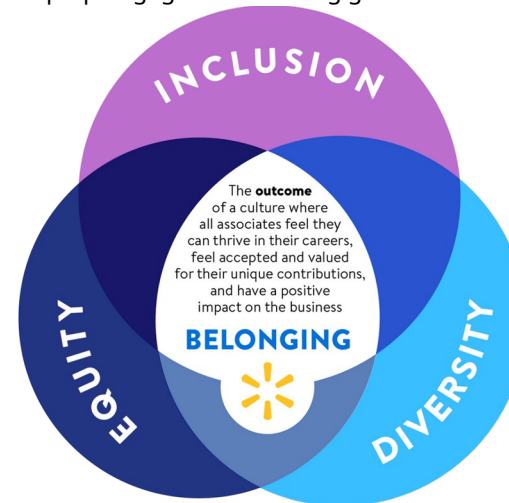 INCLUSION
The outcome
of a culture where
all associates feel they
can thrive in their careers,
feel accepted and valued
for their unique contributions,
and have a positive
impact on the business
BELONGING
EQUITY
DIVERSITY